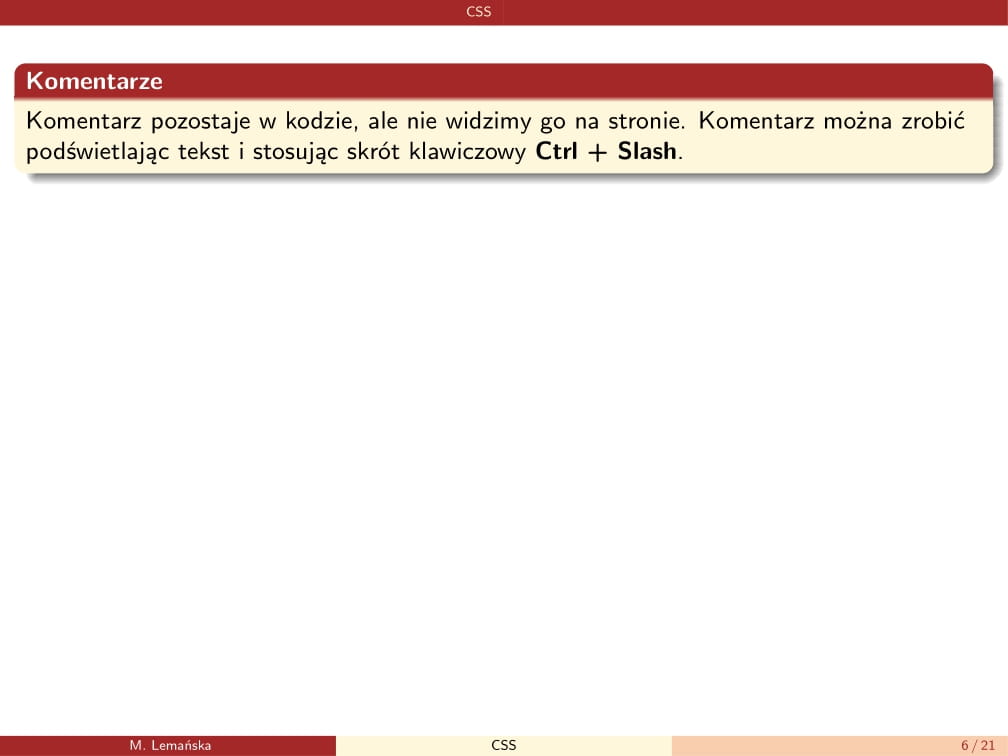 CSS
Komentarze
Komentarz pozostaje w kodzie, ale nie widzimy go na stronie. Komentarz można zrobić
podświetlając tekst i stosując skrót klawiczowy Ctrl + Slash.
M. Lemańska
CSS
6 / 21